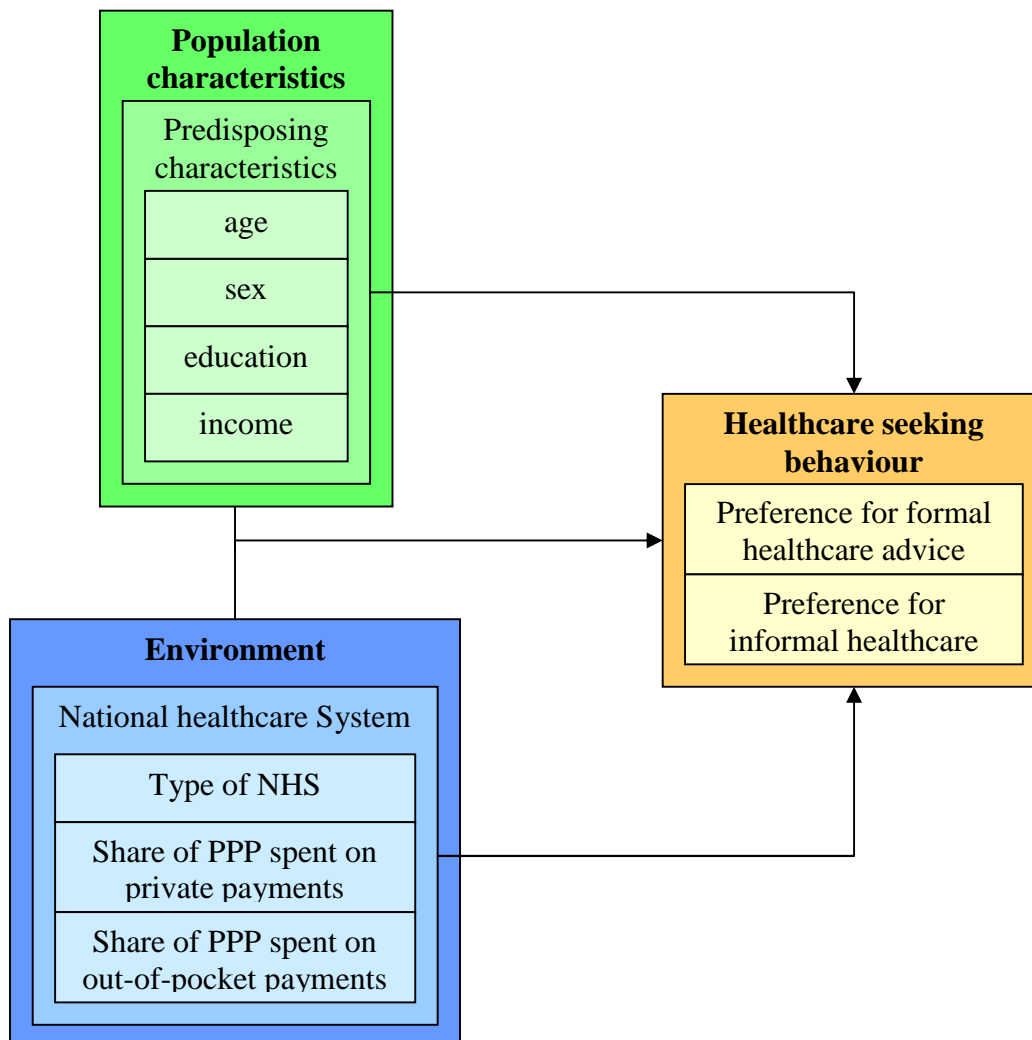 Population
characteristics
Predisposing
characteristics
age
sex
education
income
Healthcare seeking
behaviour
Preference for formal
healthcare advice
Preference for
informal healthcare
Environment
National healthcare System
Type of NHS
Share of PPP spent on
private payments
Share of PPP spent on
out-of-pocket payments